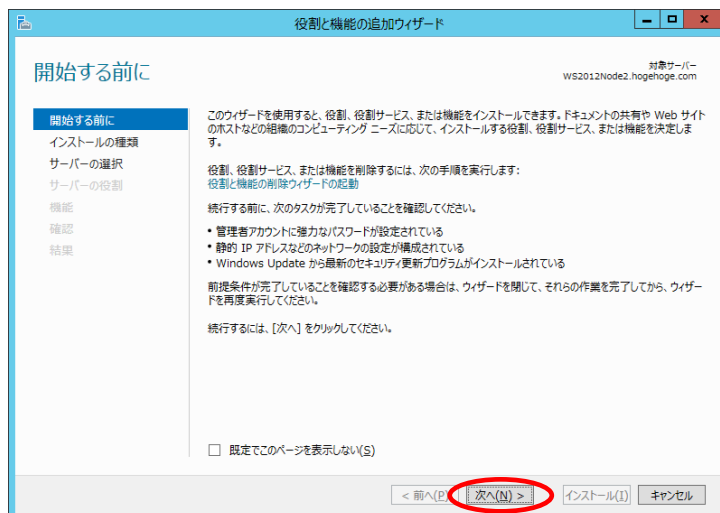 役割と機能の追加ウィザード
開始する前に
対象サーバー
WS2012Node2.hogehoge.com
開始する前に
インストールの種類
サーバーの選択
サーバーの役割
機能
確認
結果
このウィザードを使用すると、役割、役割サービス、または機能をインストールできます。ドキュメントの共有や Web サイト
のホストなどの組織のコンピューティング ニーズに応じて、インストールする役割、役割サービス、または機能を決定しま
す。
役割、役割サービス、または機能を削除するには、次の手順を実行します:
役割と機能の削除ウィザードの起動
続行する前に、次のタスクが完了していることを確認してください。
• 管理者アカウントに強力なパスワードが設定されている
• 静的 IP アドレスなどのネットワークの設定が構成されている
• Windows Update から最新のセキュリティ更新プログラムがインストールされている
前提条件が完了していることを確認する必要がある場合は、ウィザードを閉じて、それらの作業を完了してから、ウィザー
ドを再度実行してください。
続行するには、[次へ] をクリックしてください。
既定でこのページを表示しない(S)
< 前へ(P) 次へ(N) > インストール(I) キャンセル